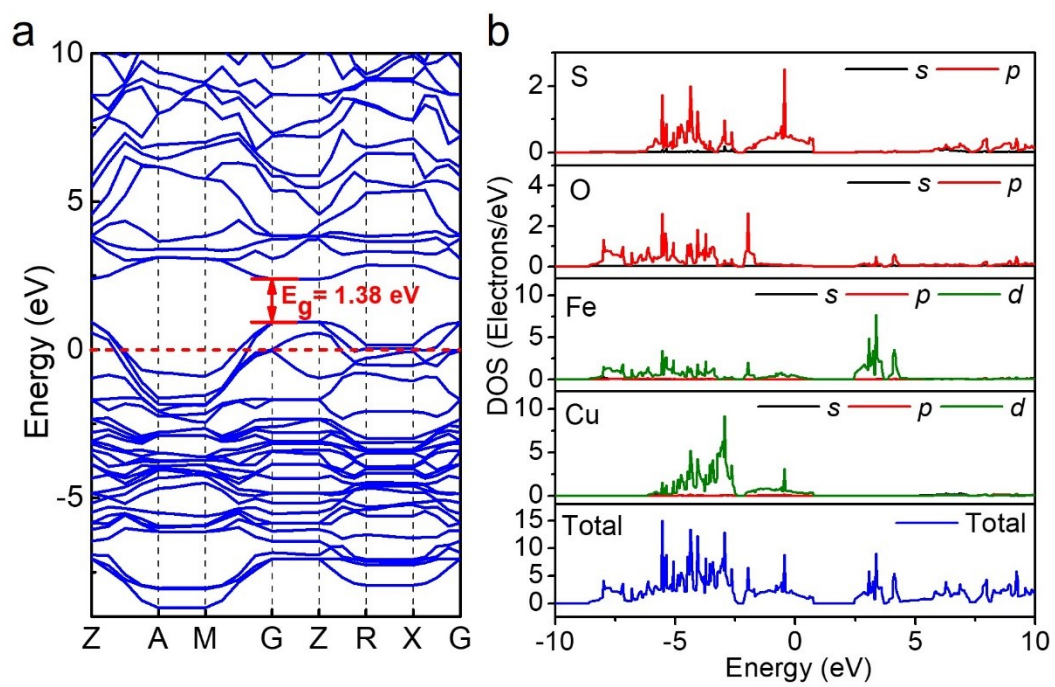 a
10
5
0
-5
Energy (eV)
E_g = 1.38 eV
Z A M G Z R X G
b
S s p
2
0
O s p
4
2
0
Fe s p d
10
5
0
Cu s p d
10
5
0
Total Total
15
10
5
0
DOS (Electrons/eV)
-10 -5 0 5 10
Energy (eV)